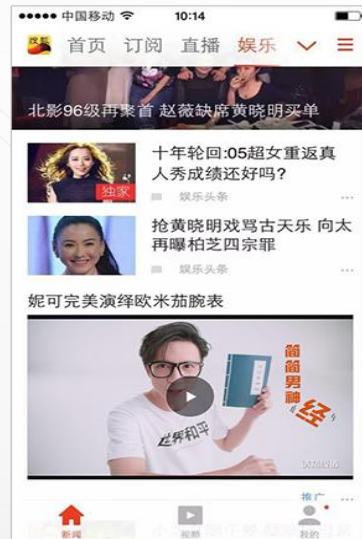 中国移动 10:14
搜狐 首页 订阅 直播 娱乐
北影96级再聚首 赵薇缺席黄晓明买单
十年轮回:05超女重返真
人秀成绩还好吗?
独家
娱乐头条
抢黄晓明戏骂古天乐 向太
再曝柏芝四宗罪
娱乐头条
妮可完美演绎欧米茄腕表
简简男神经
世界和平
推广
新闻 视频 我的